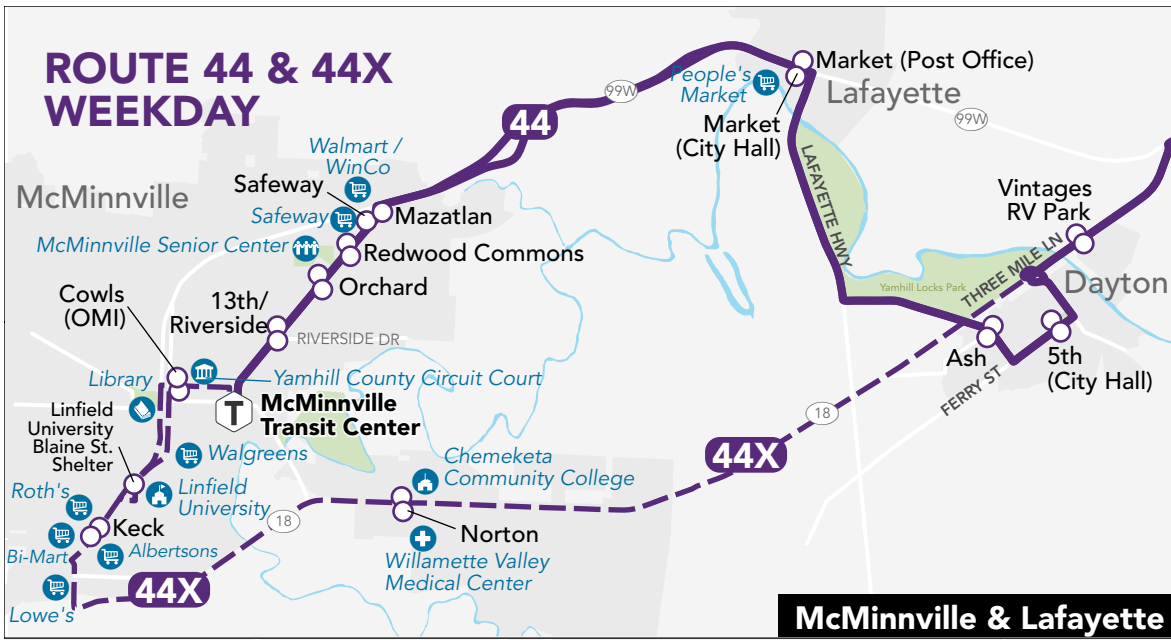 ROUTE 44 & 44X
WEEKDAY
Market (Post Office)
Lafayette
People's
Market
Market
(City Hall)
99W
99W
44
Walmart /
WinCo
Safeway
Mazatlan
McMinnville
Safeway
McMinnville Senior Center
Redwood Commons
Orchard
LAFAYETTE HWY
Vintages
RV Park
THREE MILE LN
Dayton
Yamhill Locks Park
Cowls
(OMI)
13th/
Riverside
RIVERSIDE DR
Ash
5th
(City Hall)
FERRY ST
Library
Yamhill County Circuit Court
T
McMinnville
Transit Center
Linfield
University
Blaine St.
Shelter
18
Walgreens
Chemeketa
Community College
44X
Roth's
Linfield
University
18
Keck
Norton
Bi-Mart
Albertsons
Willamette Valley
Medical Center
44X
Lowe's
McMinnville & Lafayette